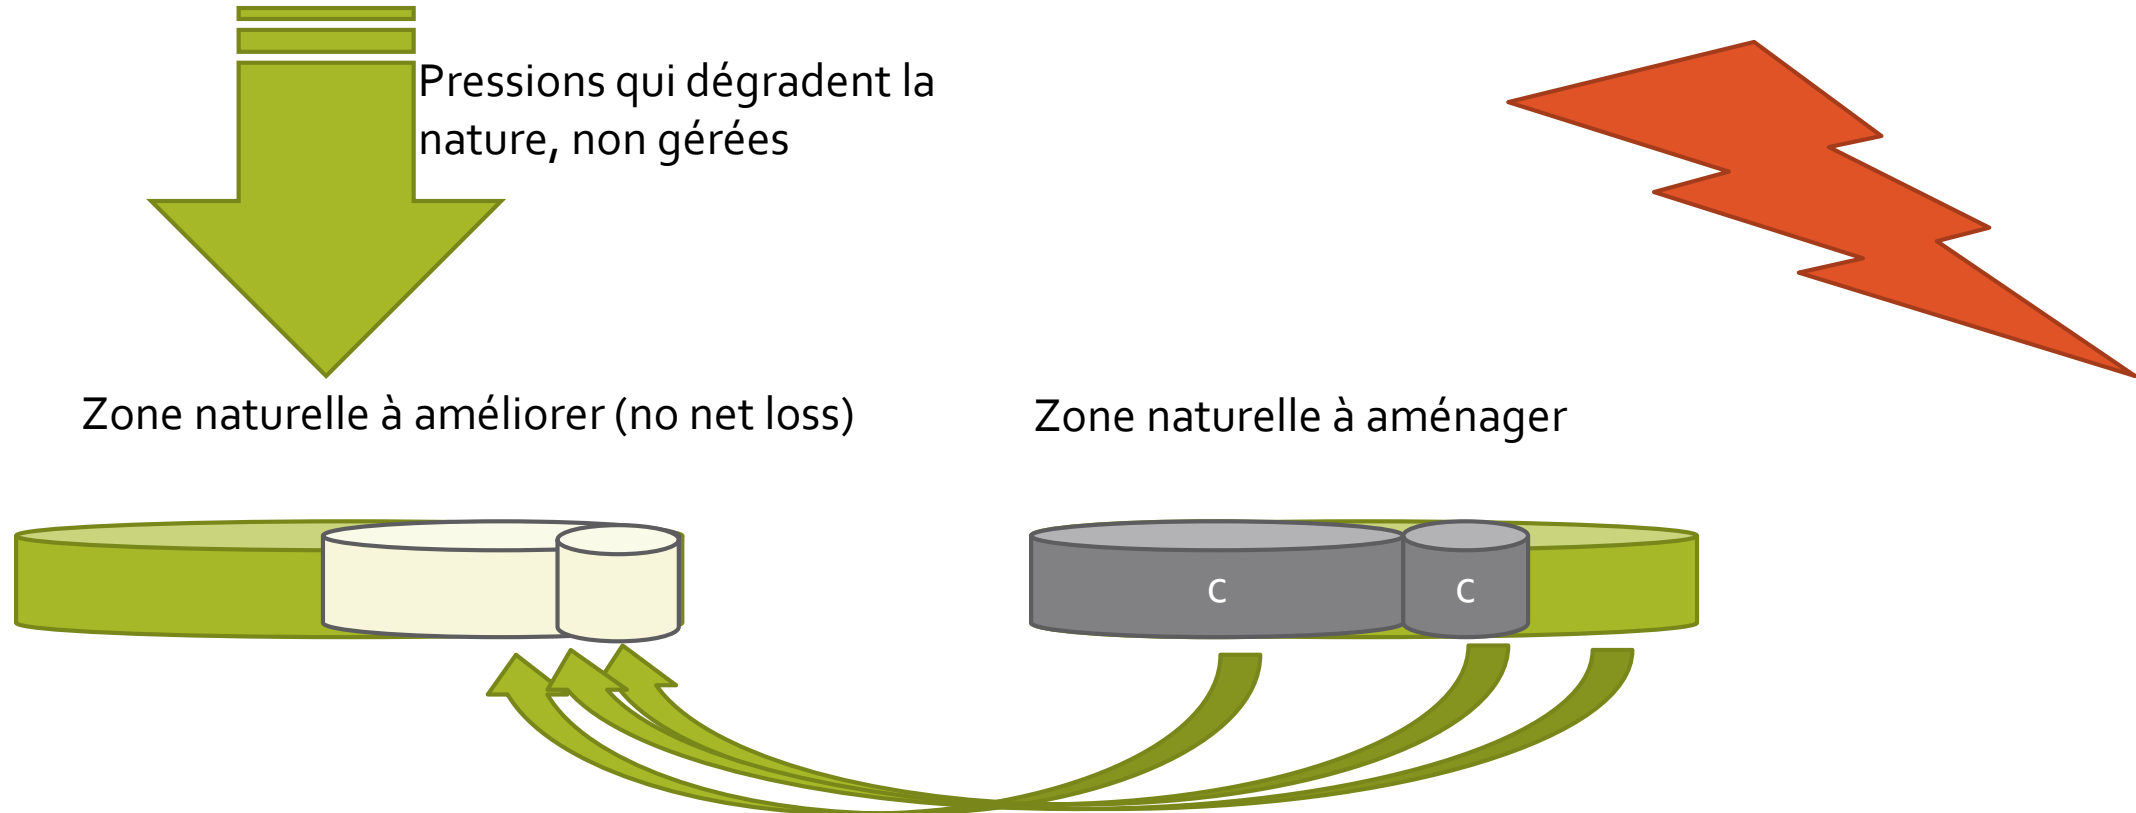 Pressions qui dégradent la
nature, non gérées
Zone naturelle à améliorer (no net loss)
Zone naturelle à aménager
C
C